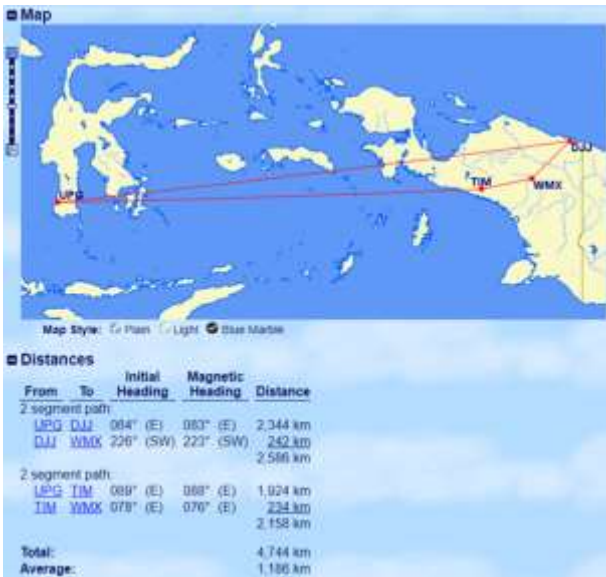 Map
DJJ
TIM
WMX
UPG
Map Style: Plain Light Blue Marble
Distances
Initial Magnetic
From To Heading Heading Distance
2 segment path:
UPG DJJ 084° (E) 083° (E) 2,344 km
DJJ WMX 226° (SW) 223° (SW) 242 km
2,586 km
2 segment path:
UPG TIM 089° (E) 088° (E) 1,924 km
TIM WMX 078° (E) 076° (E) 234 km
2,158 km
Total: 4,744 km
Average: 1,186 km